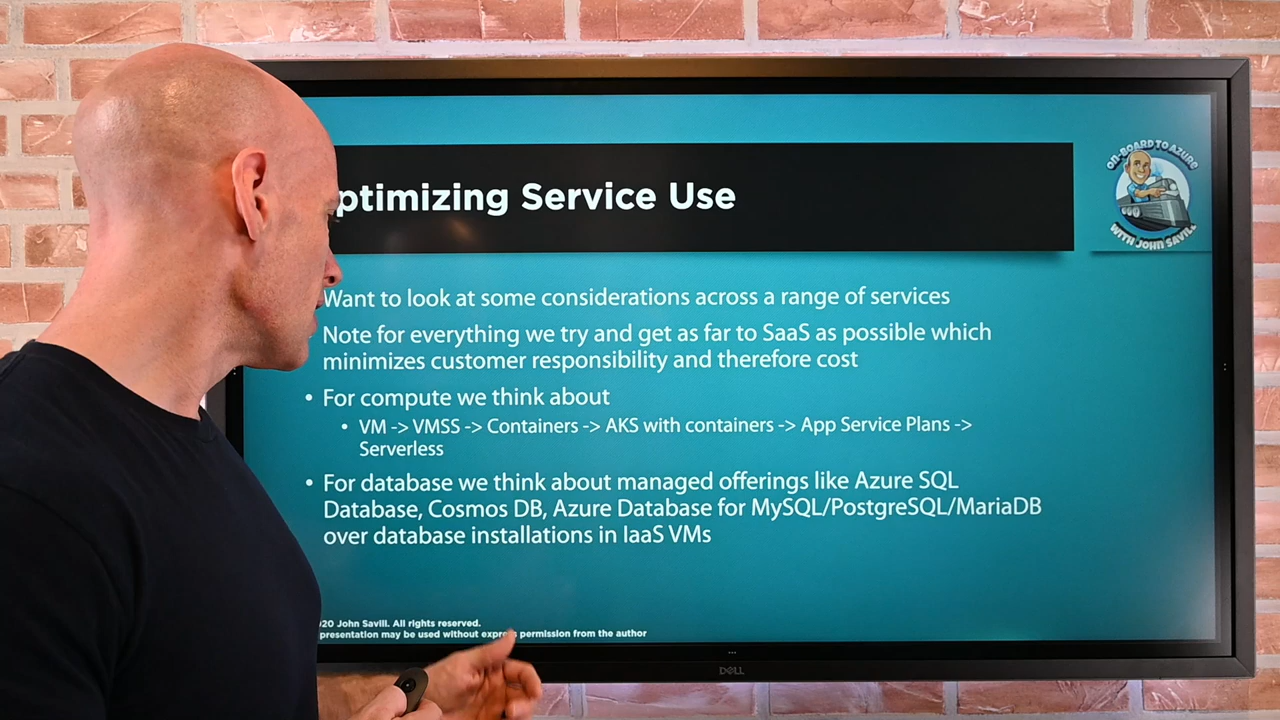 ptimizing Service Use
ON-BOARD TO AZURE
WITH JOHN SAVILL
Want to look at some considerations across a range of services
Note for everything we try and get as far to SaaS as possible which
minimizes customer responsibility and therefore cost
• For compute we think about
• VM -> VMSS -> Containers -> AKS with containers -> App Service Plans ->
Serverless
• For database we think about managed offerings like Azure SQL
Database, Cosmos DB, Azure Database for MySQL/PostgreSQL/MariaDB
over database installations in IaaS VMs
20 John Savill. All rights reserved.
presentation may be used without express permission from the author
DELL